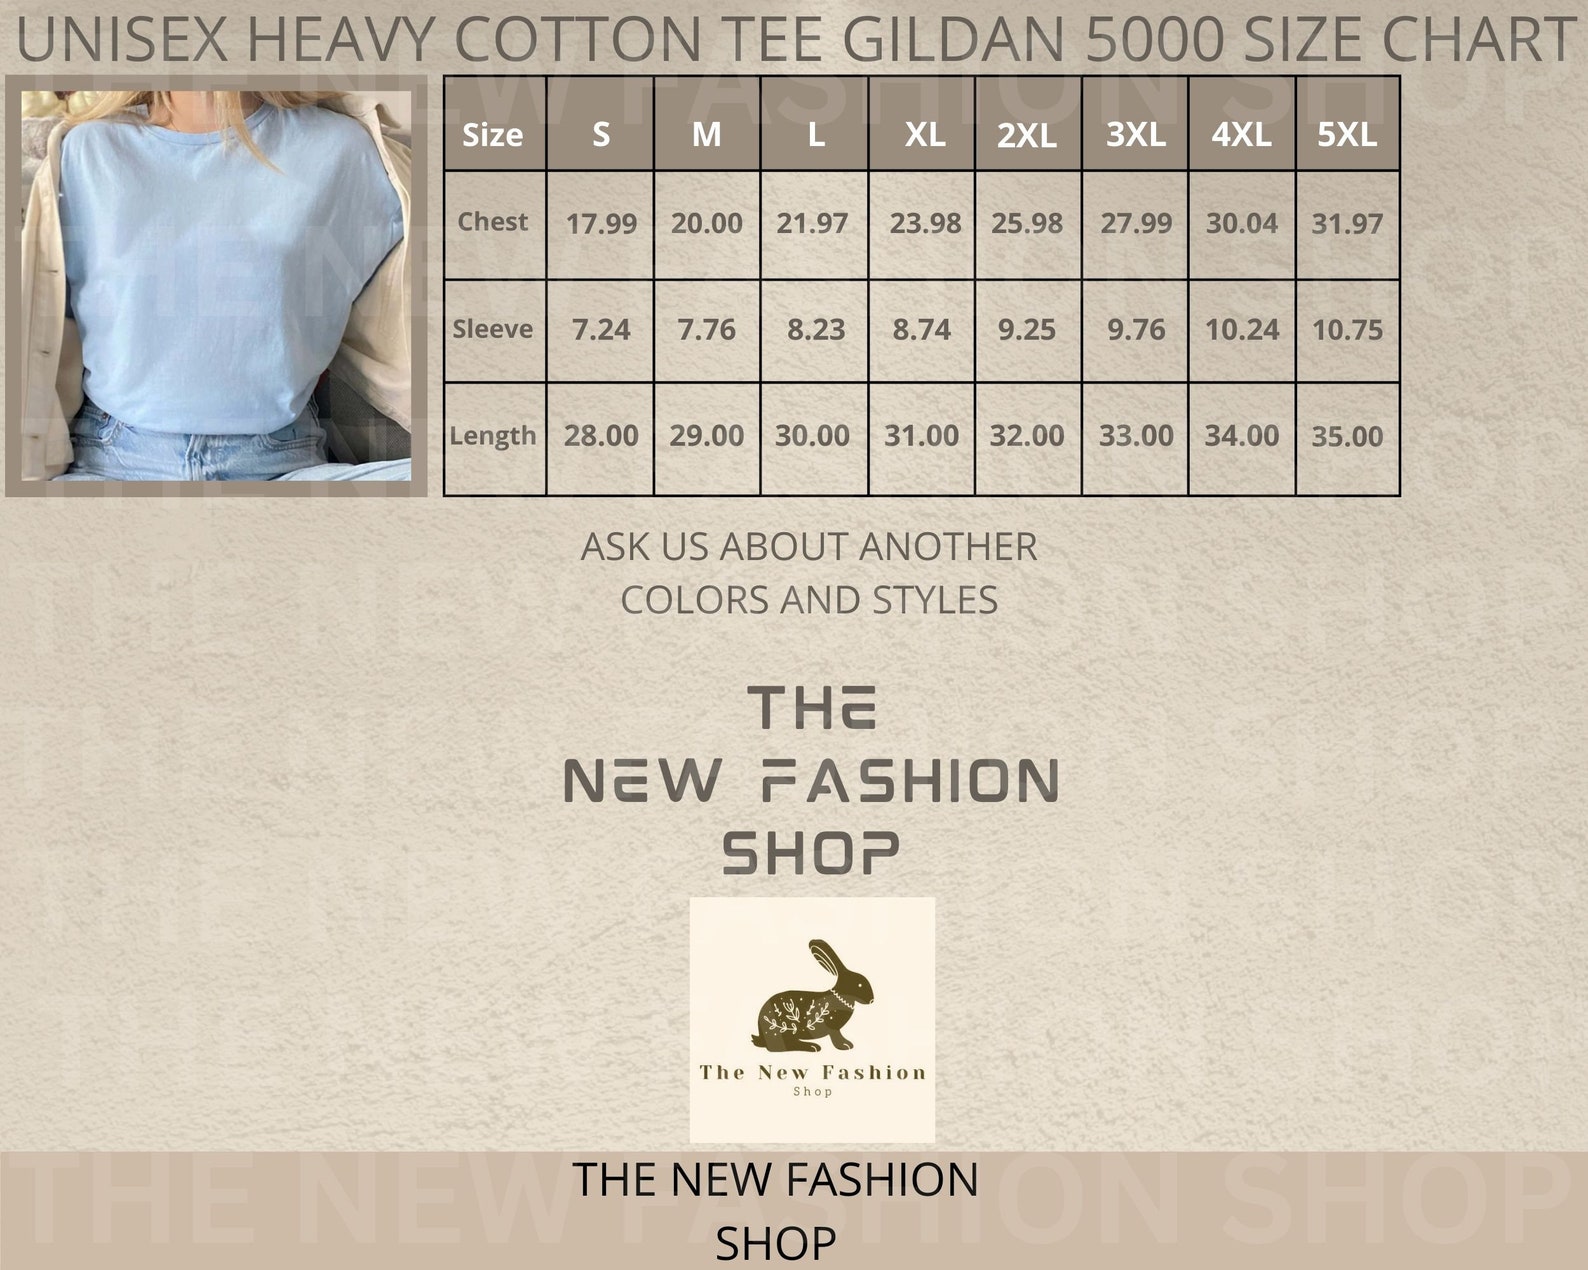 UNISEX HEAVY COTTON TEE GILDAN 5000 SIZE CHART
Size S M L XL 2XL 3XL 4XL 5XL
Chest 17.99 20.00 21.97 23.98 25.98 27.99 30.04 31.97
Sleeve 7.24 7.76 8.23 8.74 9.25 9.76 10.24 10.75
Length 28.00 29.00 30.00 31.00 32.00 33.00 34.00 35.00
ASK US ABOUT ANOTHER
COLORS AND STYLES
THE
NEW FASHION
SHOP
The New Fashion
Shop
THE NEW FASHION SHOP
THE NEW FASHION
SHOP